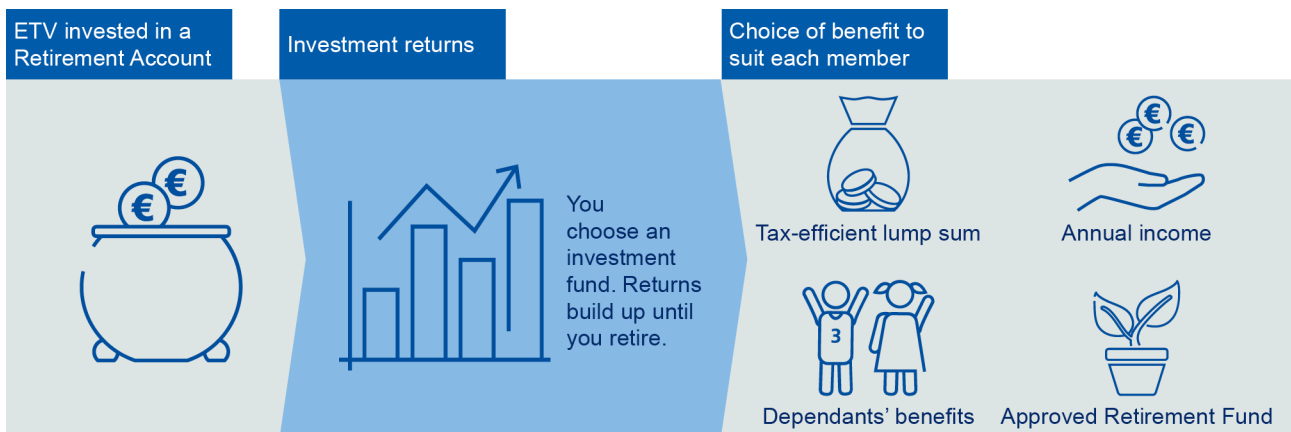 ETV invested in a
Retirement Account
Investment returns
Choice of benefit to
suit each member
€
€
You
choose an
investment
fund. Returns
build up until
you retire.
€
€
€
Tax-efficient lump sum
Annual income
3
Dependants’ benefits
Approved Retirement Fund